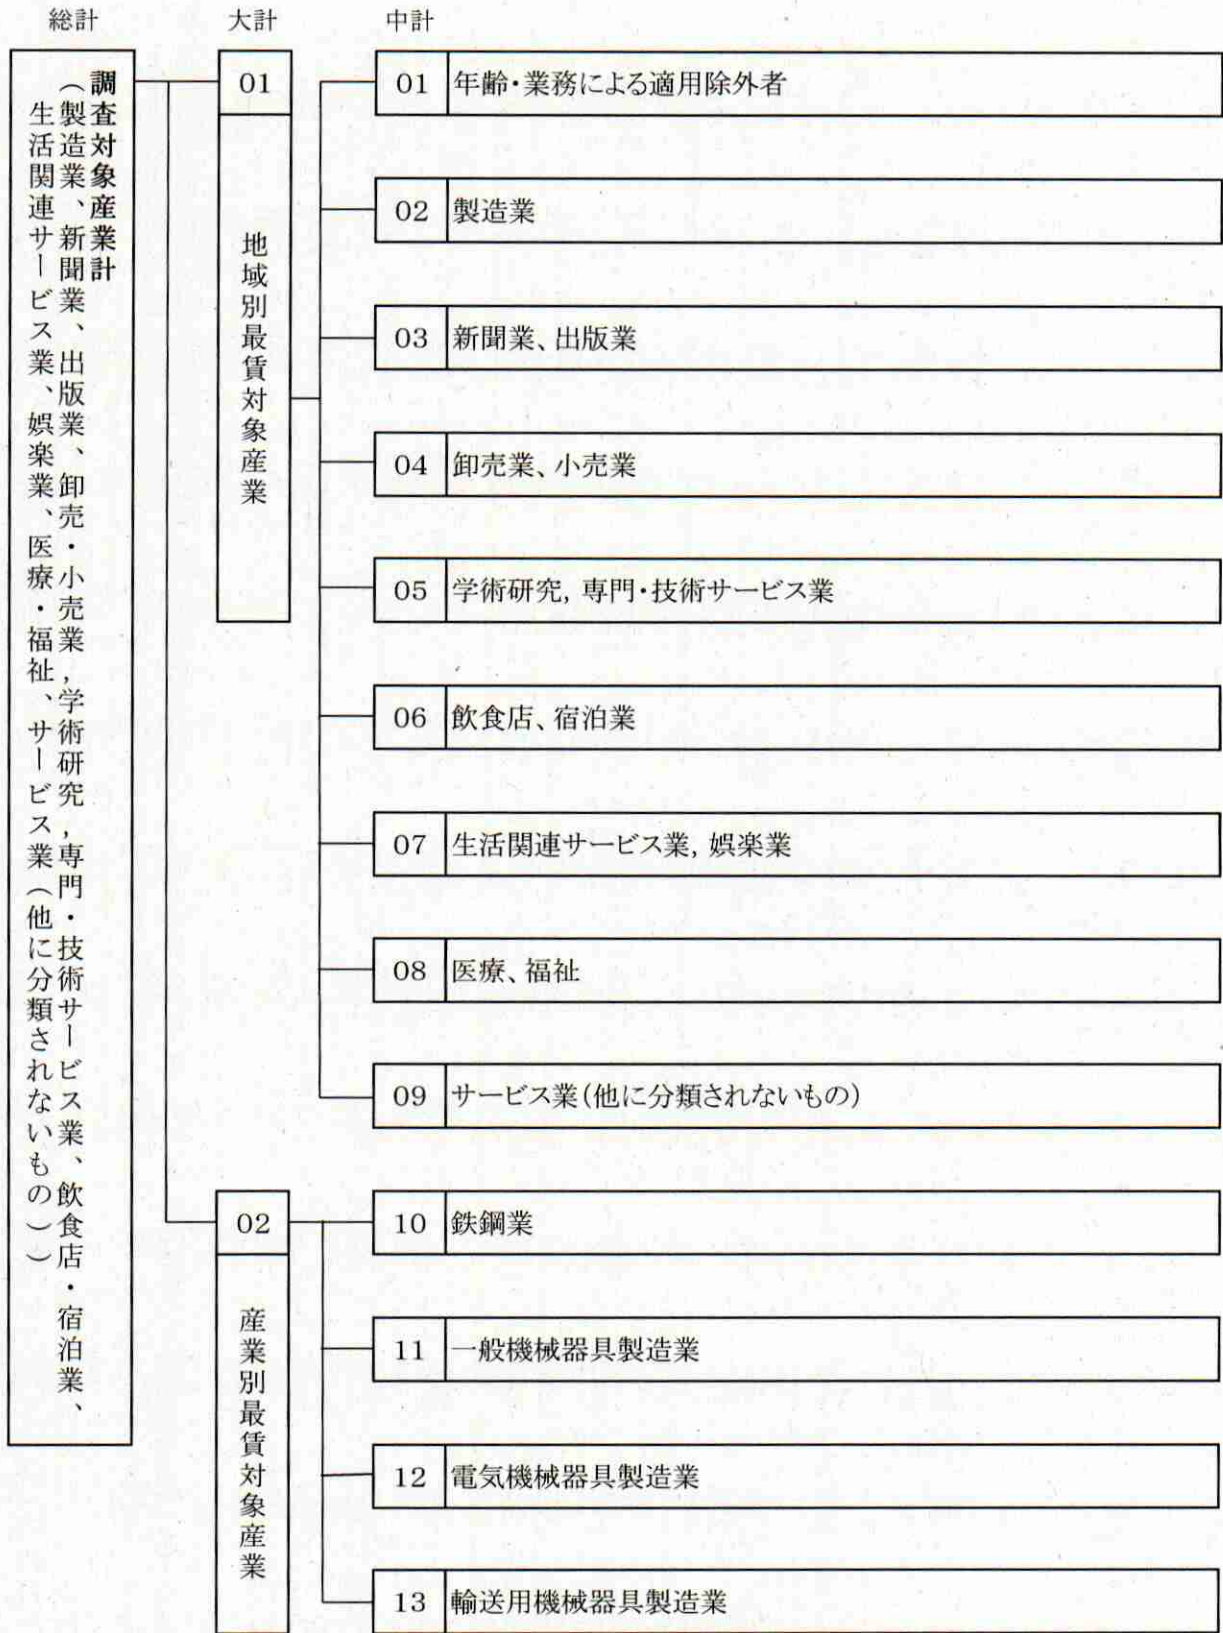 総計 大計 中計
調査対象産業計
（製造業、新聞業、出版業、卸売・小売業,学術研究,専門・技術サービス業、飲食店・宿泊業、
生活関連サービス業、娯楽業、医療・福祉、サービス業（他に分類されないもの））
01
地域別最賃対象産業
01 年齢・業務による適用除外者
02 製造業
03 新聞業、出版業
04 卸売業、小売業
05 学術研究, 専門・技術サービス業
06 飲食店、宿泊業
07 生活関連サービス業, 娯楽業
08 医療、福祉
09 サービス業(他に分類されないもの)
02
産業別最賃対象産業
10 鉄鋼業
11 一般機械器具製造業
12 電気機械器具製造業
13 輸送用機械器具製造業